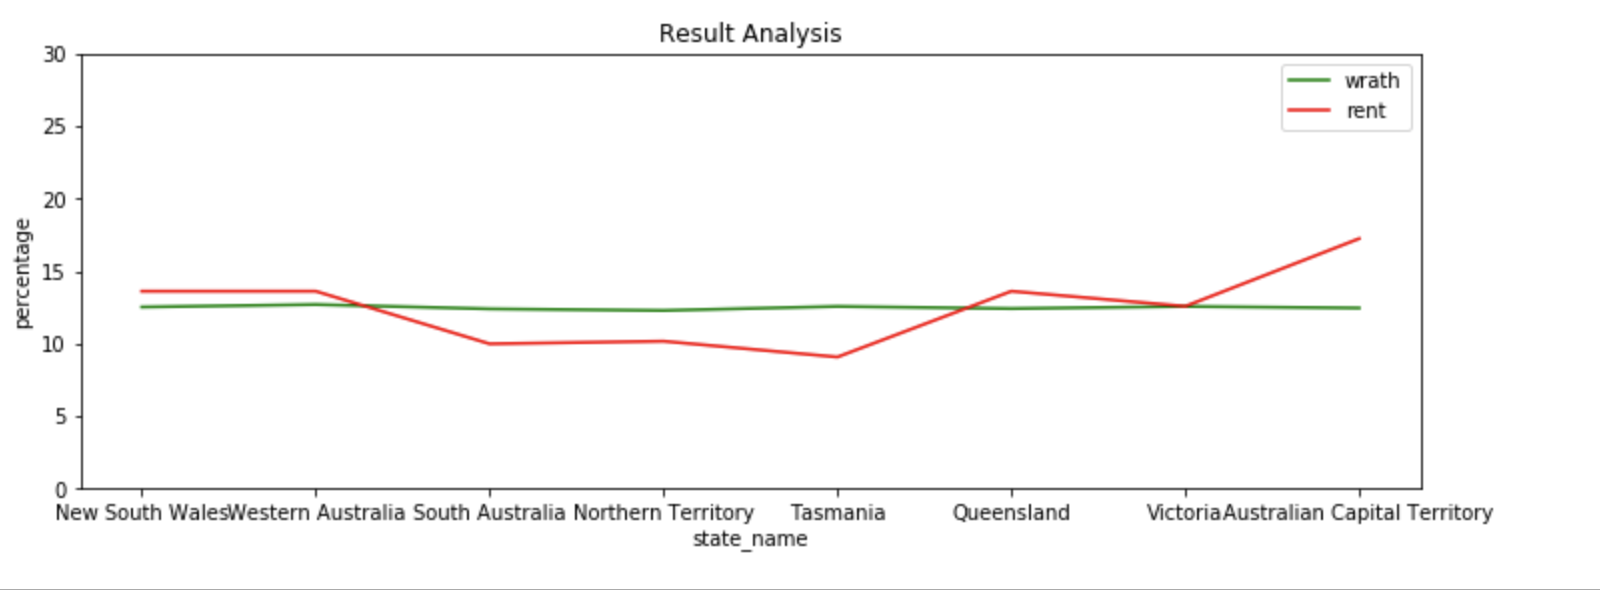 Result Analysis
30
25
20
15
10
5
0
percentage
wrath
rent
New South Wales Western Australia South Australia Northern Territory Tasmania Queensland Victoria Australian Capital Territory
state_name